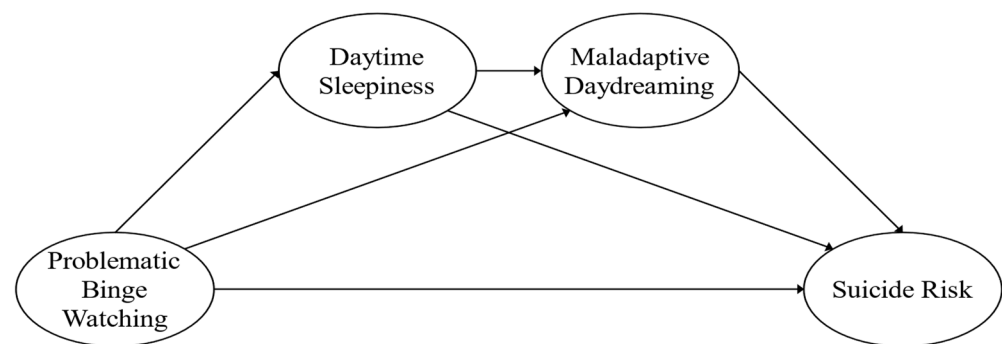 Daytime
Sleepiness
Maladaptive
Daydreaming
Problematic
Binge
Watching
Suicide Risk